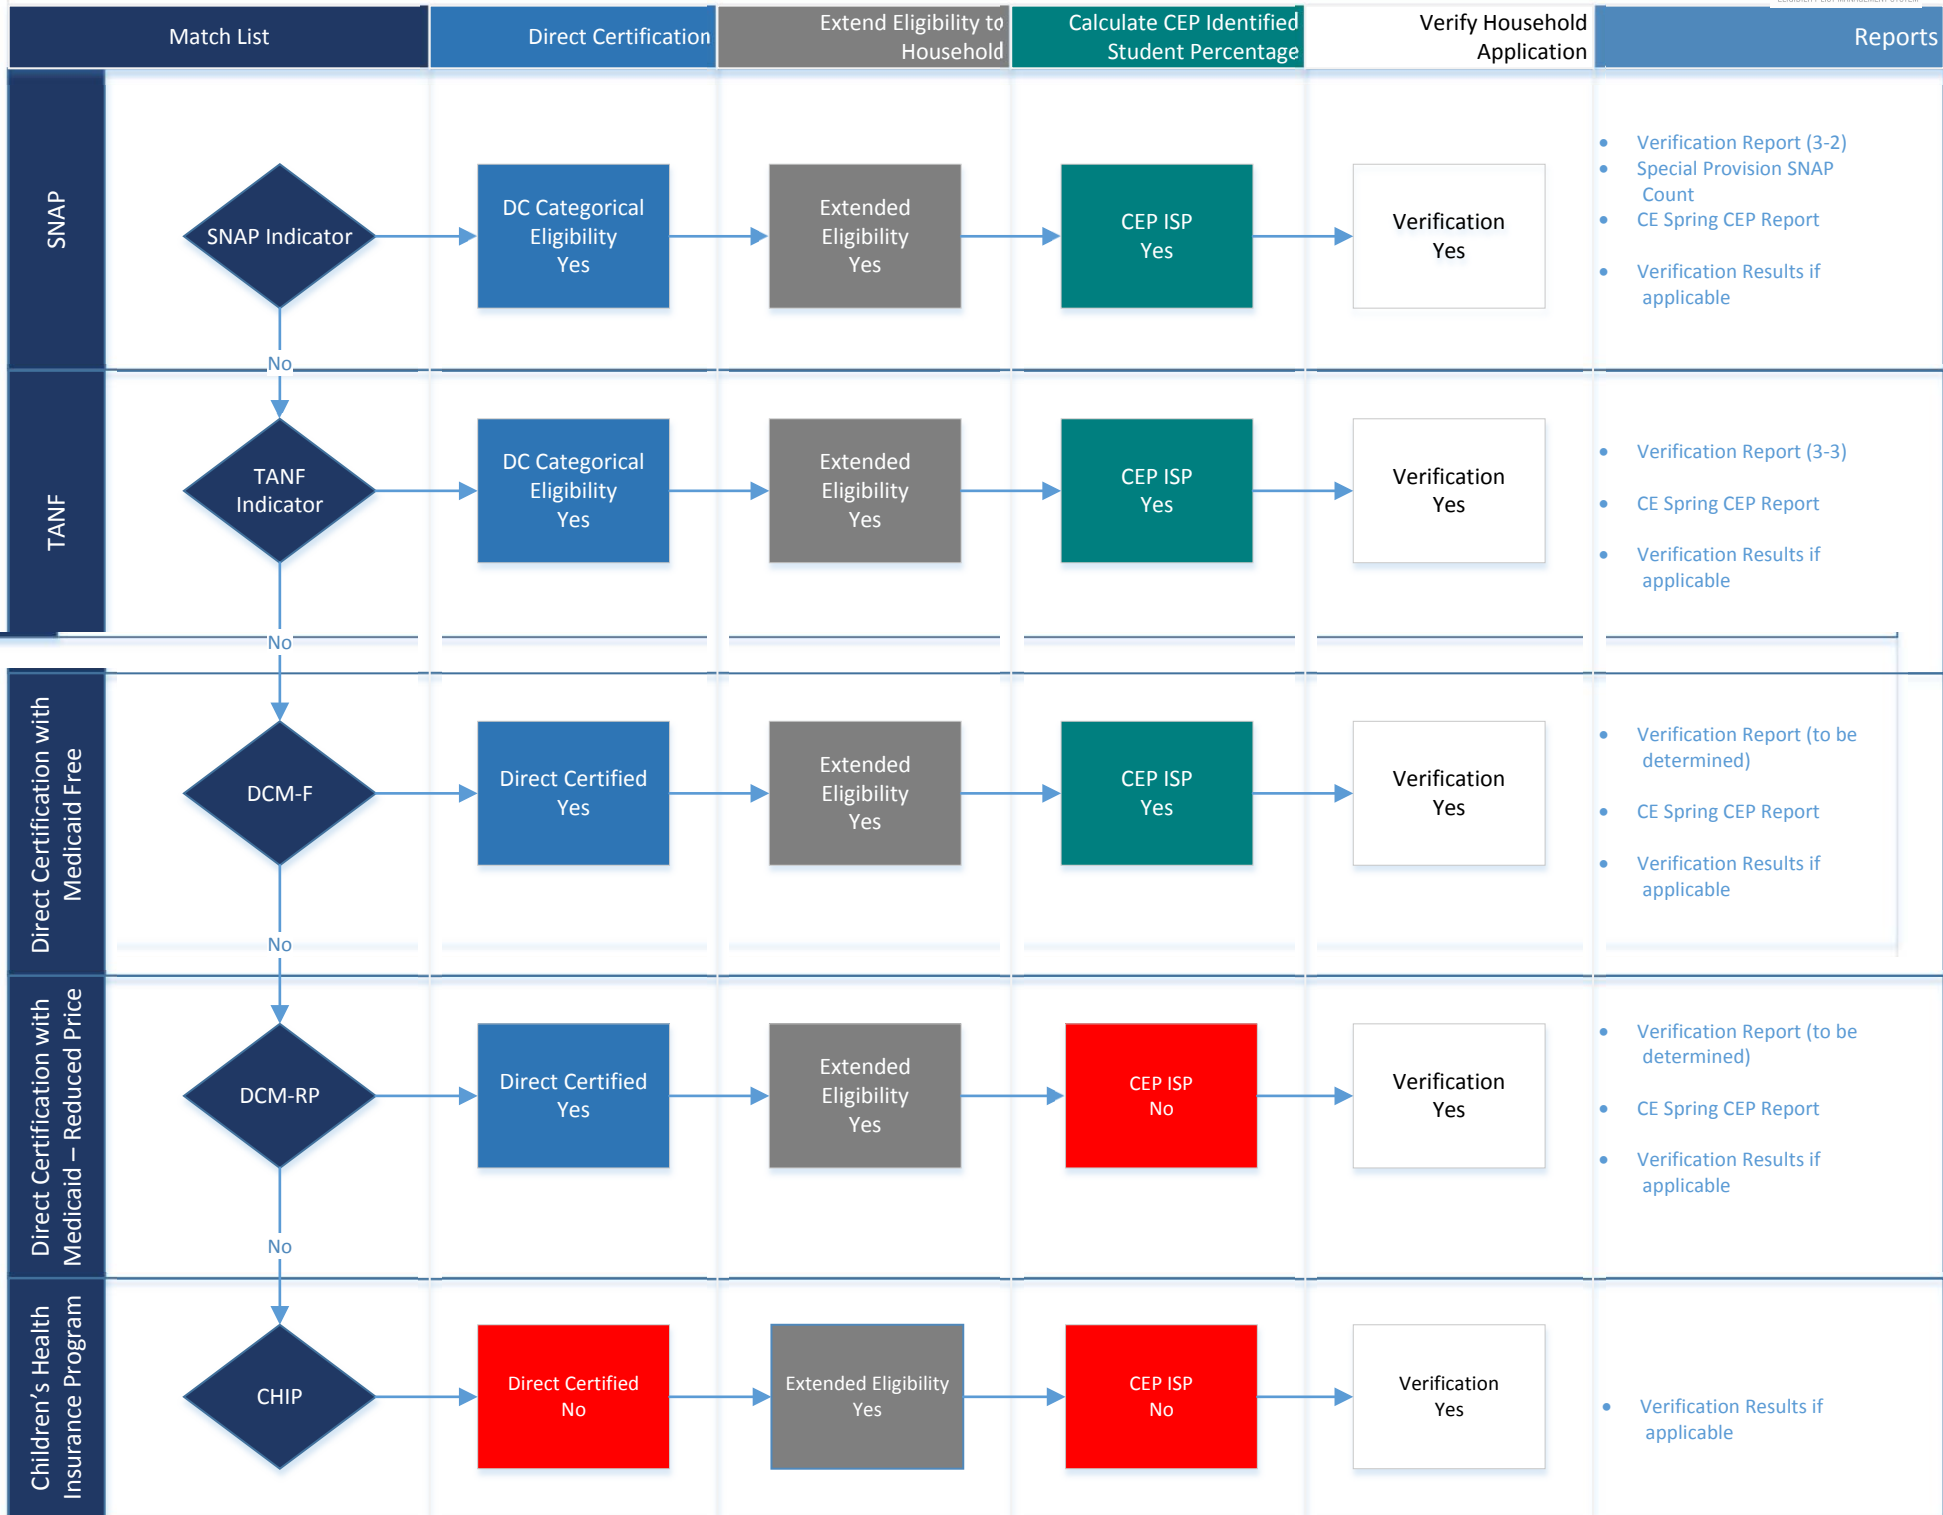 Match List
Direct Certification
Extend Eligibility to
Household
Calculate CEP Identified
Student Percentage
Verify Household
Application
Reports
SNAP
SNAP Indicator
DC Categorical
Eligibility
Yes
Extended
Eligibility
Yes
CEP ISP
Yes
Verification
Yes
• Verification Report (3-2)
• Special Provision SNAP
Count
• CE Spring CEP Report
• Verification Results if
applicable
No
TANF
TANF
Indicator
DC Categorical
Eligibility
Yes
Extended
Eligibility
Yes
CEP ISP
Yes
Verification
Yes
• Verification Report (3-3)
• CE Spring CEP Report
• Verification Results if
applicable
No
Direct Certification with
Medicaid Free
DCM-F
Direct Certified
Yes
Extended
Eligibility
Yes
CEP ISP
Yes
Verification
Yes
• Verification Report (to be
determined)
• CE Spring CEP Report
• Verification Results if
applicable
No
Direct Certification with
Medicaid – Reduced Price
DCM-RP
Direct Certified
Yes
Extended
Eligibility
Yes
CEP ISP
No
Verification
Yes
• Verification Report (to be
determined)
• CE Spring CEP Report
• Verification Results if
applicable
No
Children's Health
Insurance Program
CHIP
Direct Certified
No
Extended Eligibility
Yes
CEP ISP
No
Verification
Yes
• Verification Results if
applicable